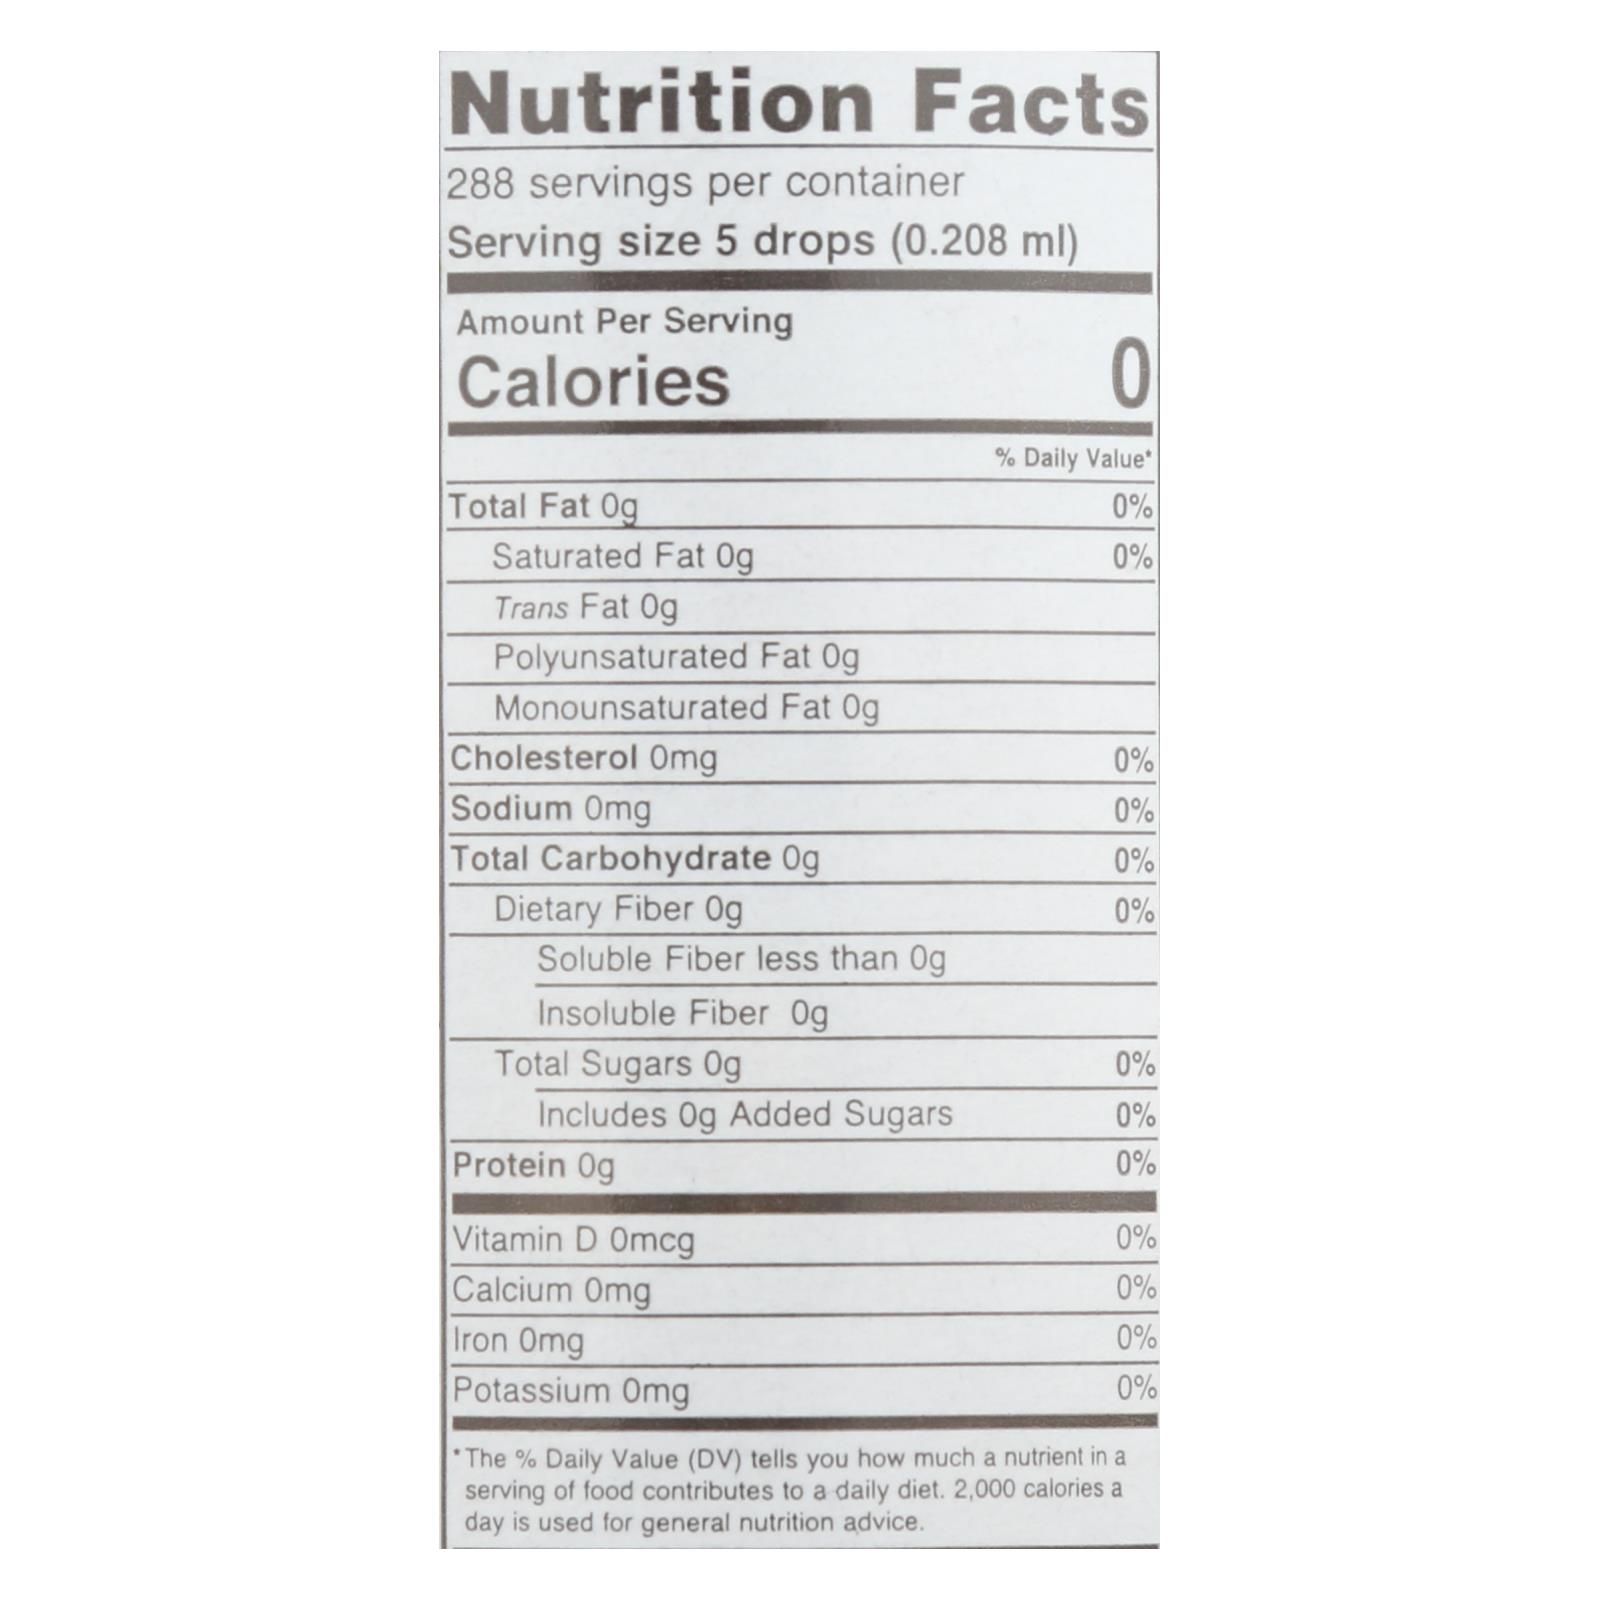 Nutrition Facts
288 servings per container
Serving size 5 drops (0.208 ml)
Amount Per Serving
Calories 0
% Daily Value*
Total Fat 0g 0%
Saturated Fat 0g 0%
Trans Fat 0g
Polyunsaturated Fat 0g
Monounsaturated Fat 0g
Cholesterol 0mg 0%
Sodium 0mg 0%
Total Carbohydrate 0g 0%
Dietary Fiber 0g 0%
Soluble Fiber less than 0g
Insoluble Fiber 0g
Total Sugars 0g 0%
Includes 0g Added Sugars 0%
Protein 0g 0%
Vitamin D 0mcg 0%
Calcium 0mg 0%
Iron 0mg 0%
Potassium 0mg 0%
*The % Daily Value (DV) tells you how much a nutrient in a
serving of food contributes to a daily diet. 2,000 calories a
day is used for general nutrition advice.